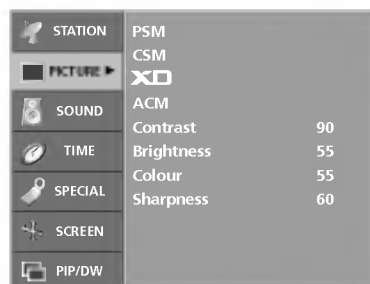 STATION
PICTURE
SOUND
TIME
SPECIAL
SCREEN
PIP/DW
PSM
CSM
XD
ACM
Contrast 90
Brightness 55
Colour 55
Sharpness 60